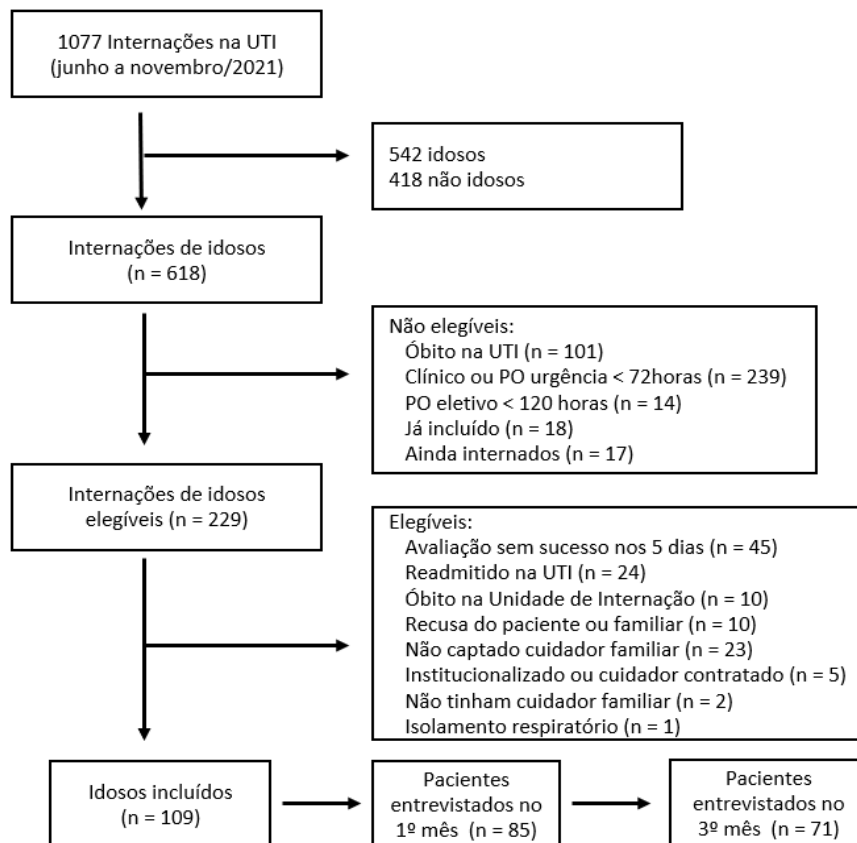 1077 Internações na UTI
(junho a novembro/2021)
542 idosos
418 não idosos
Internações de idosos
(n = 618)
Não elegíveis:
Óbito na UTI (n = 101)
Clínico ou PO urgência < 72horas (n = 239)
PO eletivo < 120 horas (n = 14)
Já incluído (n = 18)
Ainda internados (n = 17)
Internações de idosos
elegíveis (n = 229)
Elegíveis:
Avaliação sem sucesso nos 5 dias (n = 45)
Readmitido na UTI (n = 24)
Óbito na Unidade de Internação (n = 10)
Recusa do paciente ou familiar (n = 10)
Não captado cuidador familiar (n = 23)
Institucionalizado ou cuidador contratado (n = 5)
Não tinham cuidador familiar (n = 2)
Isolamento respiratório (n = 1)
Idosos incluídos
(n = 109)
Pacientes
entrevistados no
1º mês (n = 85)
Pacientes
entrevistados no
3º mês (n = 71)